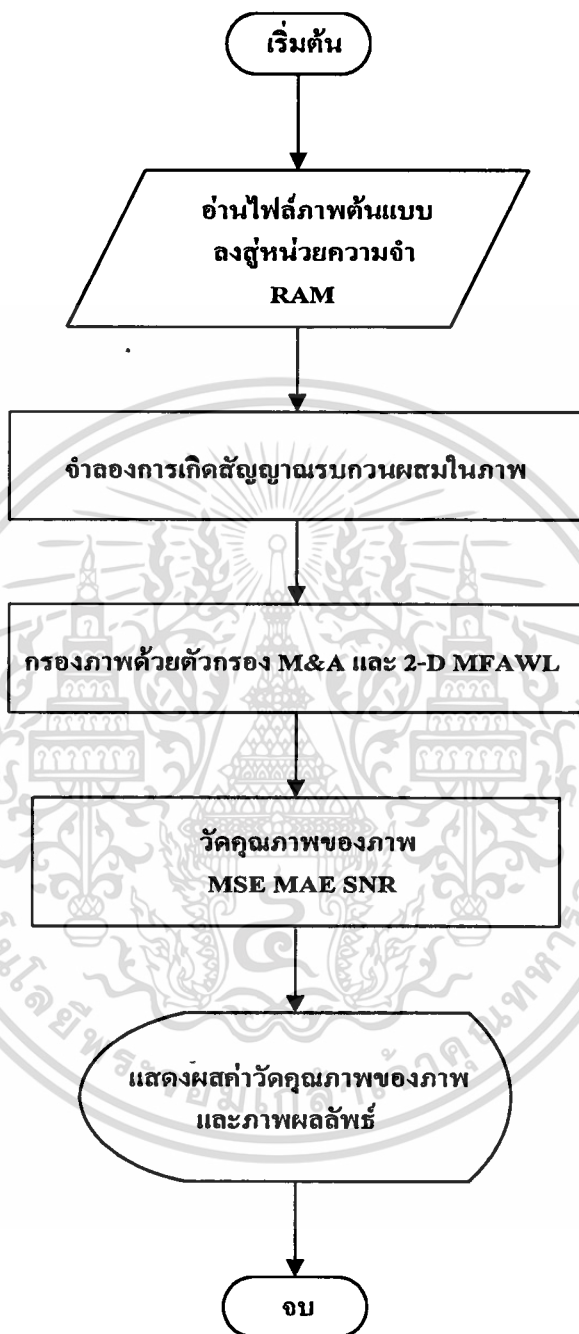 เริ่มต้น
อ่านไฟล์ภาพต้นแบบ
ลงสู่หน่วยความจำ
RAM
จำลองการเกิดสัญญาณรบกวนผสมในภาพ
กรองภาพด้วยตัวกรอง M&A และ 2-D MFAWL
วัดคุณภาพของภาพ
MSE MAE SNR
แสดงผลค่าวัดคุณภาพของภาพ
และภาพผลลัพธ์
จบ